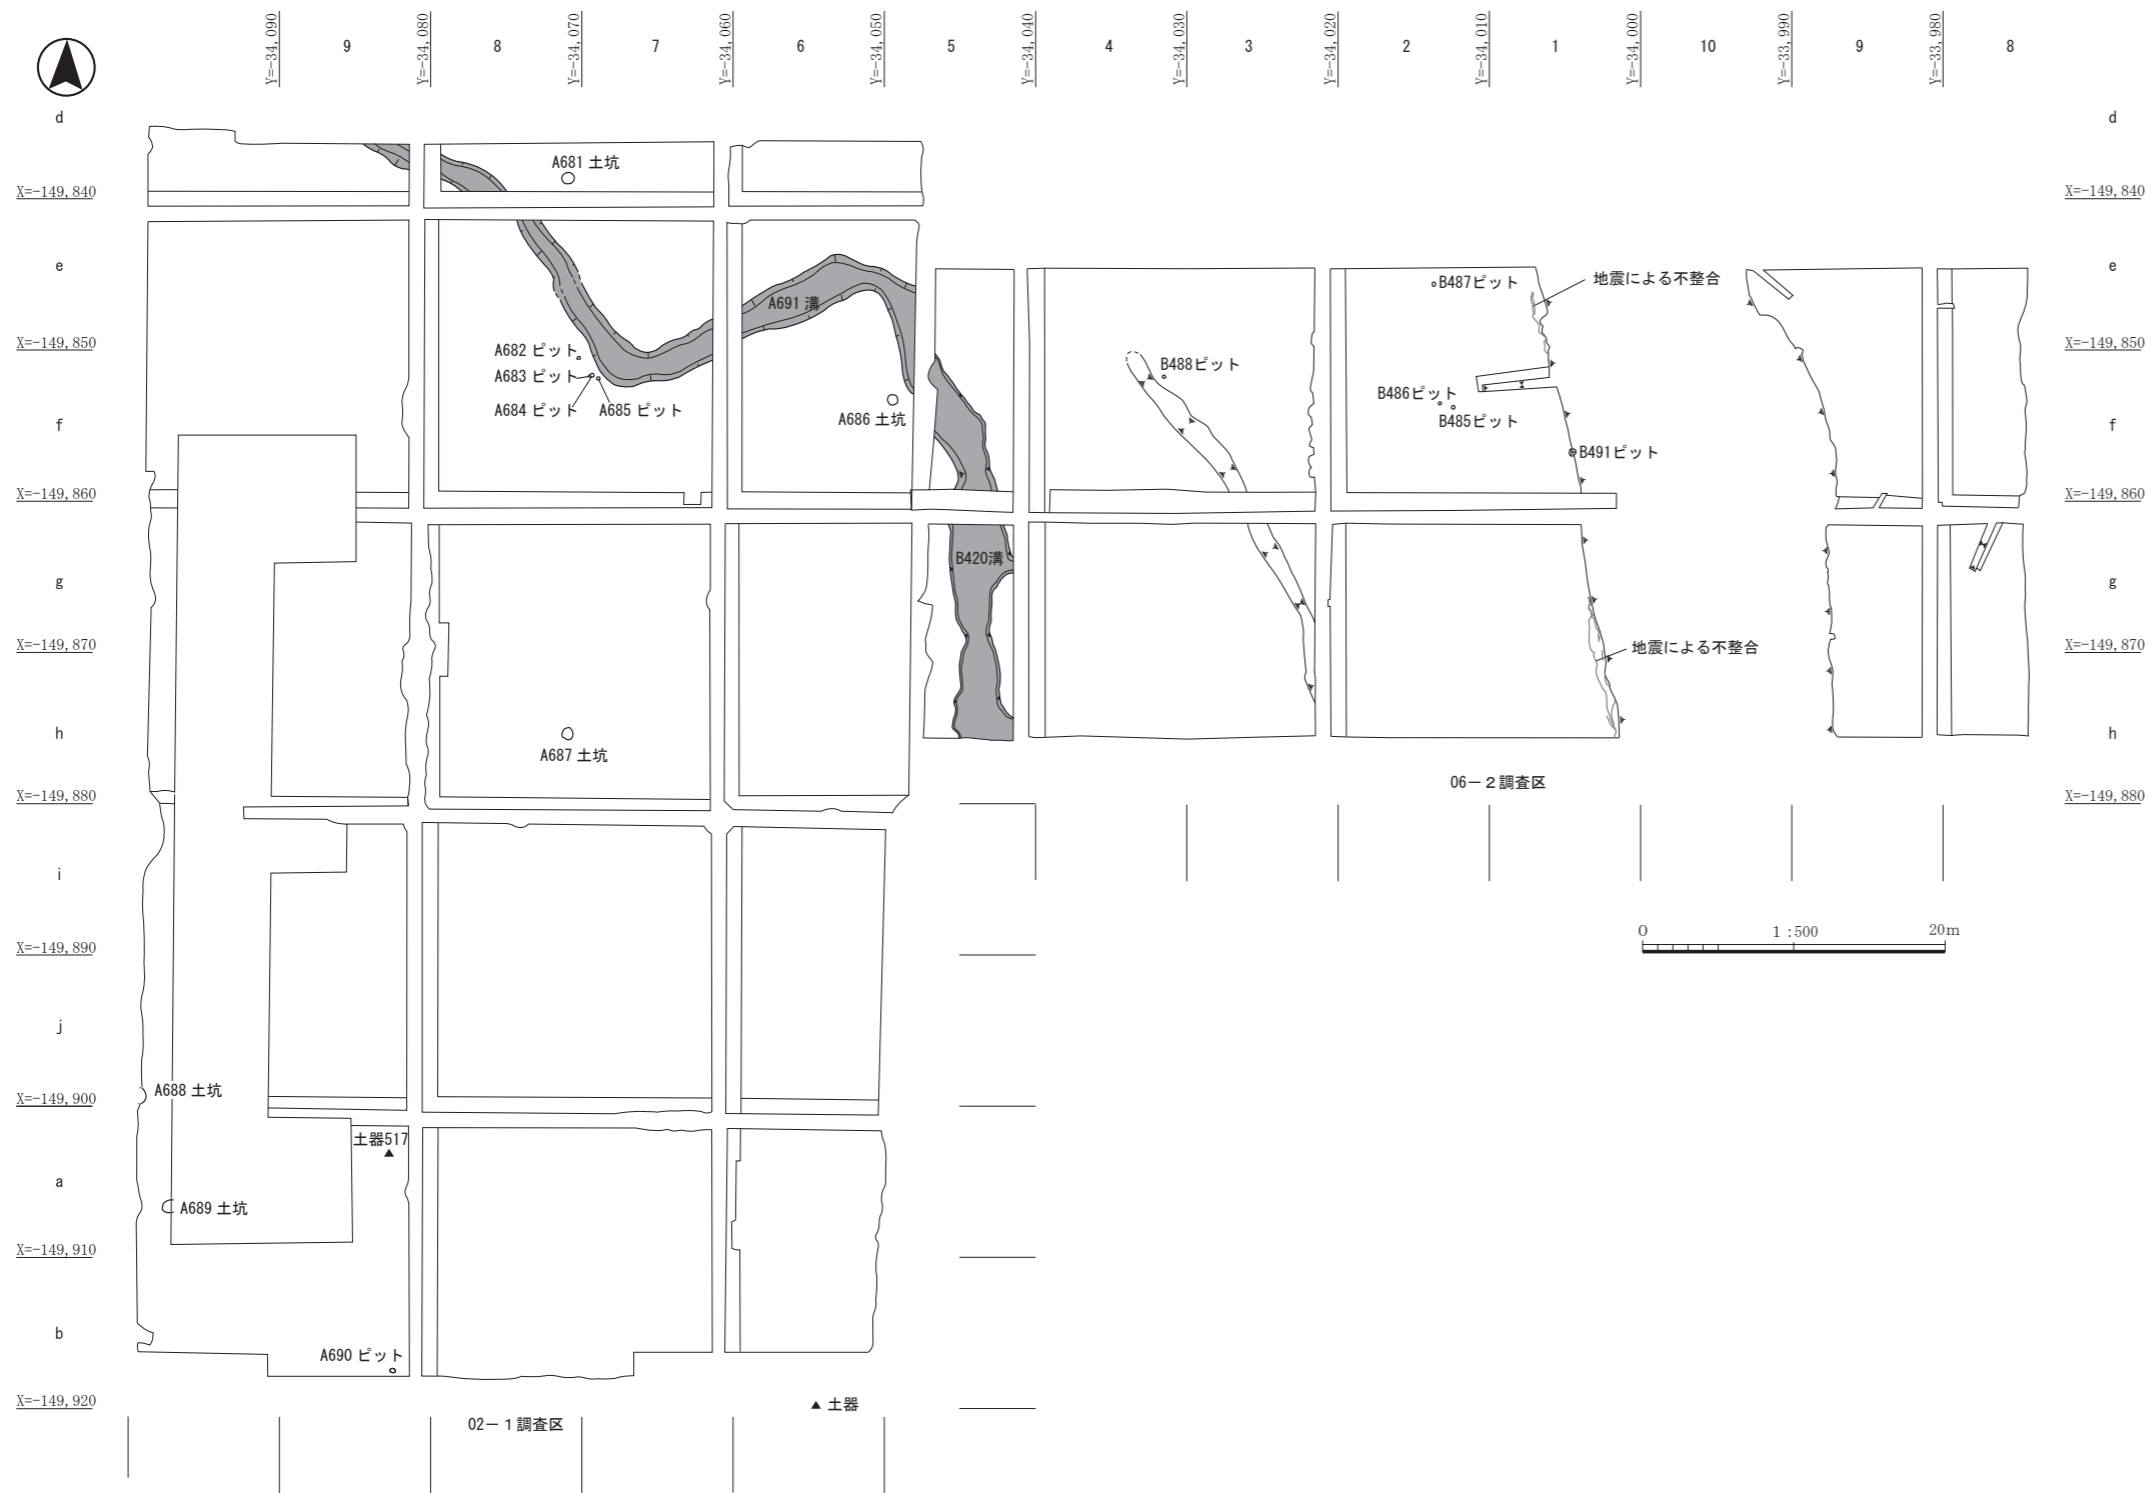 Y=-34,090
9
Y=-34,080
8
Y=-34,070
7
Y=-34,060
6
Y=-34,050
5
Y=-34,040
4
Y=-34,030
3
Y=-34,020
2
Y=-34,010
1
Y=-34,000
10
Y=-33,990
9
Y=-33,980
8
d
d
A681 土坑
X=-149,840
X=-149,840
e
e
B487ピット
地震による不整合
A691 溝
X=-149,850
X=-149,850
A682 ピット
A683 ピット
B488ピット
A684 ピット
A685 ピット
B486ピット
A686 土坑
B485ピット
f
f
B491ピット
X=-149,860
X=-149,860
B420溝
g
g
X=-149,870
X=-149,870
地震による不整合
h
h
A687 土坑
06-2調査区
X=-149,880
X=-149,880
i
0
1:500
20m
X=-149,890
j
A688 土坑
X=-149,900
土器517
a
A689 土坑
X=-149,910
b
A690 ピット
X=-149,920
▲ 土器
02-1調査区